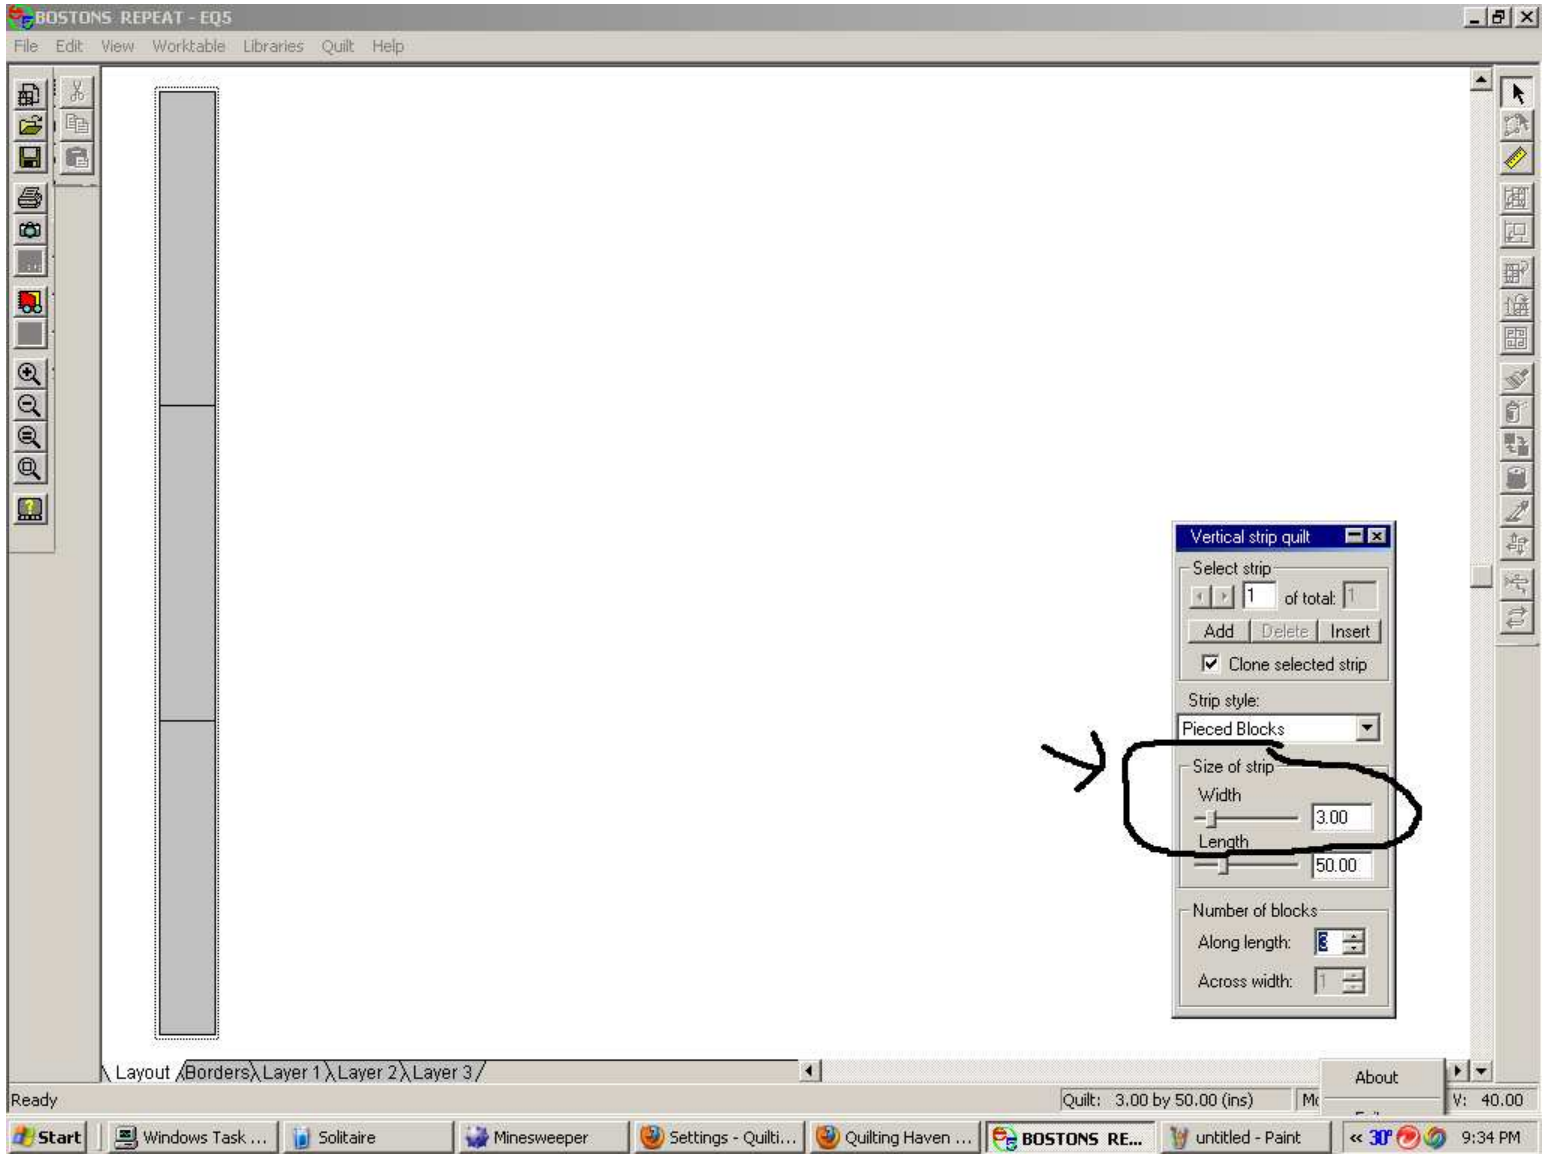 BOSTONS REPEAT - EQ5
File Edit View Worktable Libraries Quilt Help
Vertical strip quilt
Select strip
1 of total: 1
Add Delete Insert
Clone selected strip
Strip style:
Pieced Blocks
Size of strip
Width
3.00
Length
50.00
Number of blocks
Along length: 3
Across width: 1
Layout Borders Layer 1 Layer 2 Layer 3
About
Ready Quilt: 3.00 by 50.00 (ins) V: 40.00
Start Windows Task ... Solitaire Minesweeper Settings - Quilti... Quilting Haven ... BOSTONS RE... untitled - Paint « 30° 9:34 PM